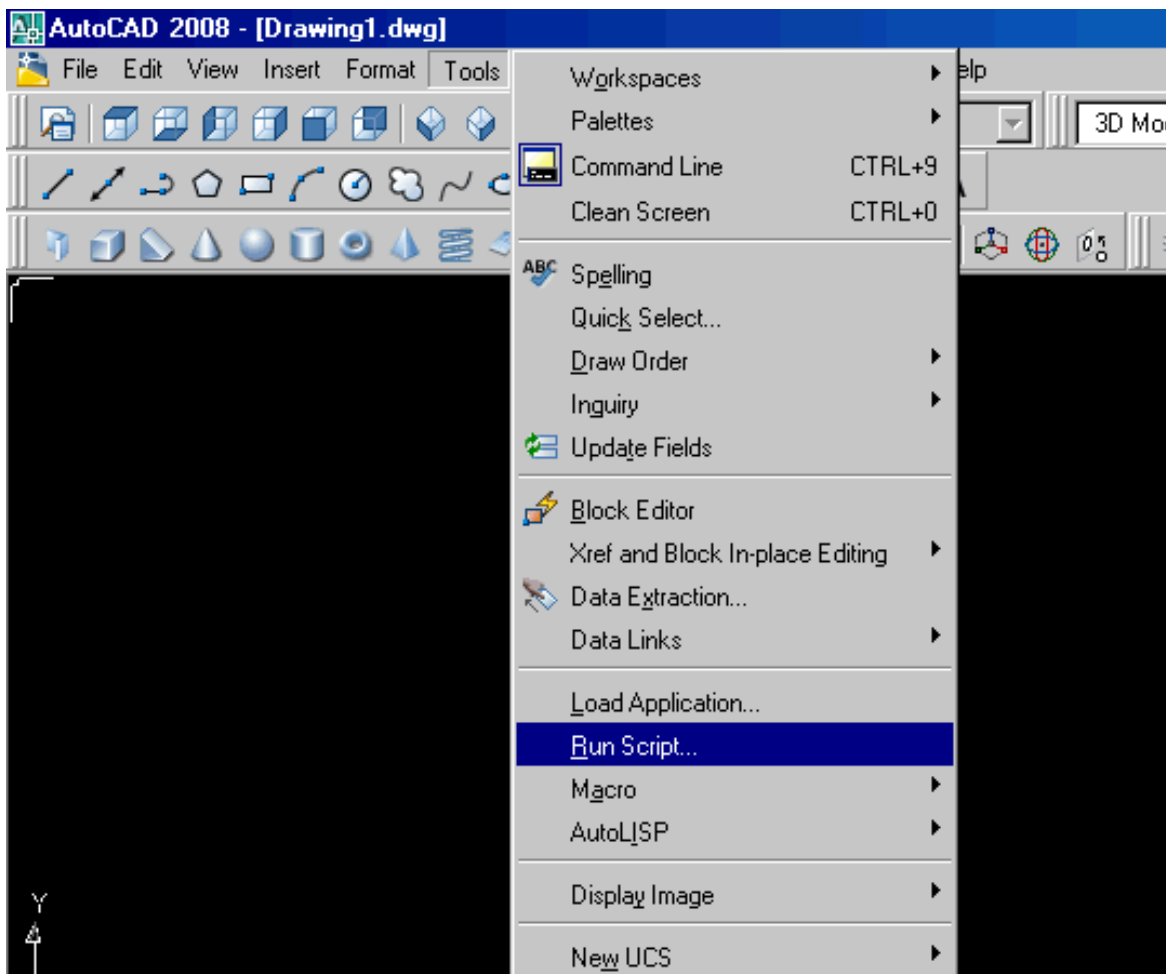 AutoCAD 2008 - [Drawing1.dwg]
File Edit View Insert Format Tools elp
Workspaces
Palettes
3D Mo
Command Line CTRL+9
Clean Screen CTRL+0
ABC Spelling
Quick Select...
Draw Order
Inquiry
Update Fields
Block Editor
Xref and Block In-place Editing
Data Extraction...
Data Links
Load Application...
Run Script...
Macro
AutoLISP
Display Image
Y
New UCS